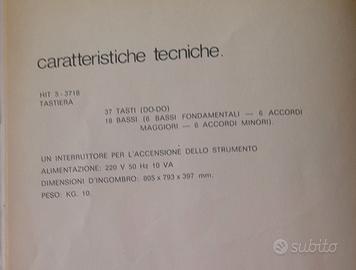 caratteristiche tecniche.
HIT 3 - 3718
TASTIERA
37 TASTI (DO-DO)
18 BASSI (6 BASSI FONDAMENTALI — 6 ACCORDI
MAGGIORI — 6 ACCORDI MINORI).
UN INTERRUTTORE PER L'ACCENSIONE DELLO STRUMENTO
ALIMENTAZIONE: 220 V 50 Hz 10 VA
DIMENSIONI D'INGOMBRO: 805 x 793 x 397 mm.
PESO: KG. 10.
subito